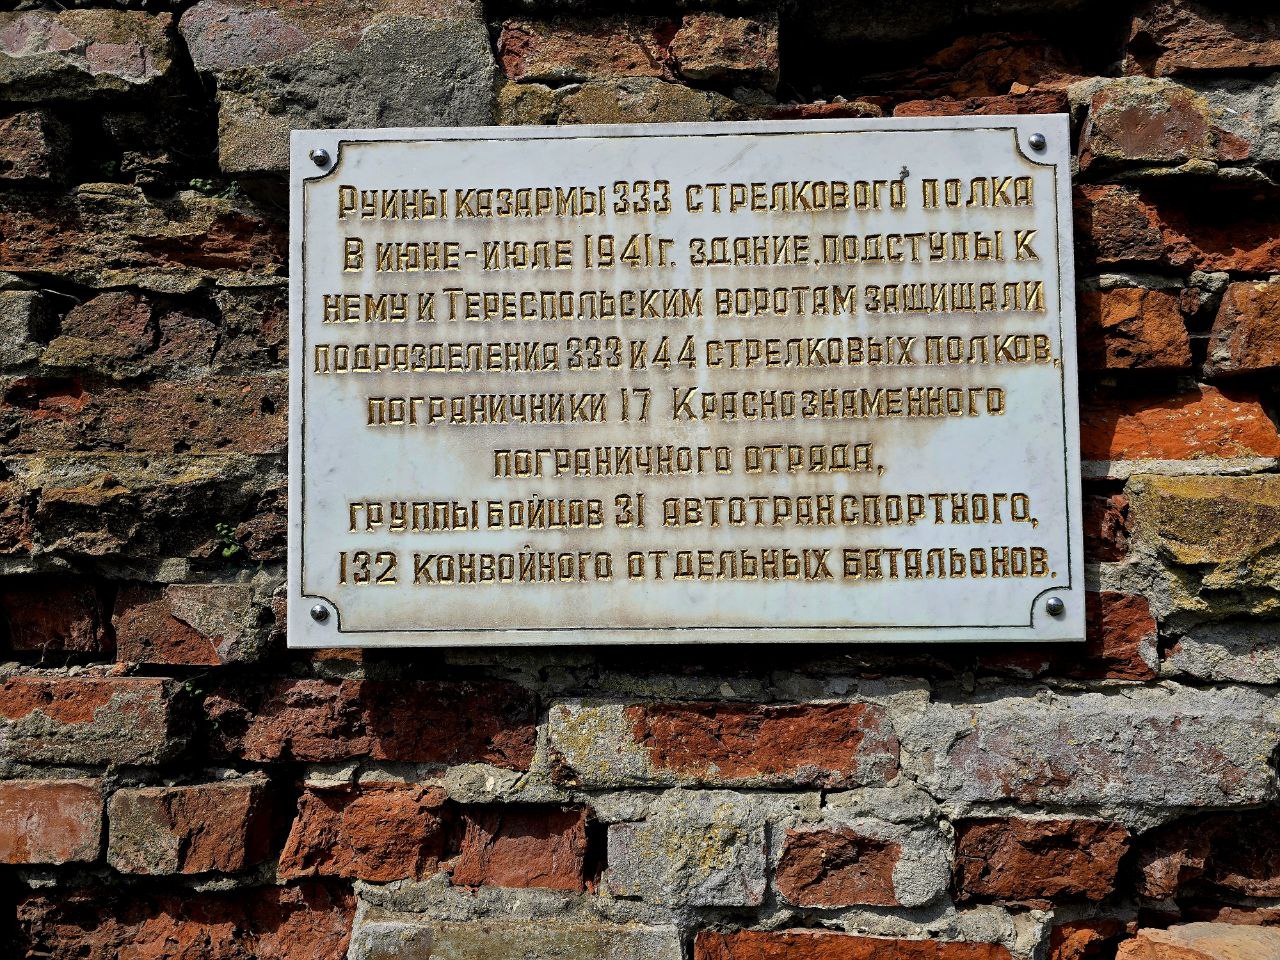 Руины казармы 333 стрелкового полка
В июне-июле 1941г. здание, подступы к
нему и Тереспольским воротам защищали
подразделения 333 и 44 стрелковых полков,
пограничники 17 Краснознаменного
пограничного отряда,
группы бойцов 31 автотранспортного,
132 конвойного отдельных батальонов.